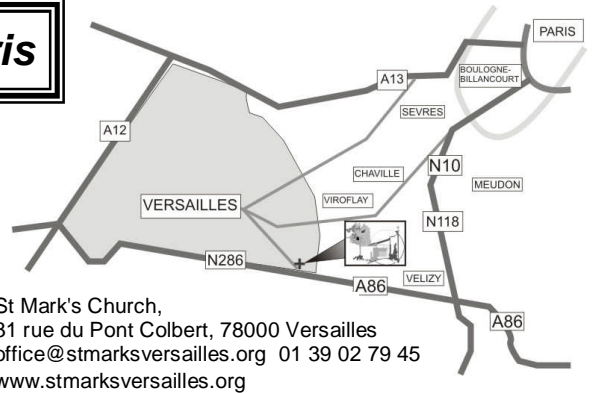 ris
PARIS
BOULOGNE-
BILLANCOURT
A13
SEVRES
A12
N10
CHAVILLE
MEUDON
VERSAILLES
VIROFLAY
N118
N286
VELIZY
A86
A86
St Mark's Church,
31 rue du Pont Colbert, 78000 Versailles
office@stmarksversailles.org 01 39 02 79 45
www.stmarksversailles.org